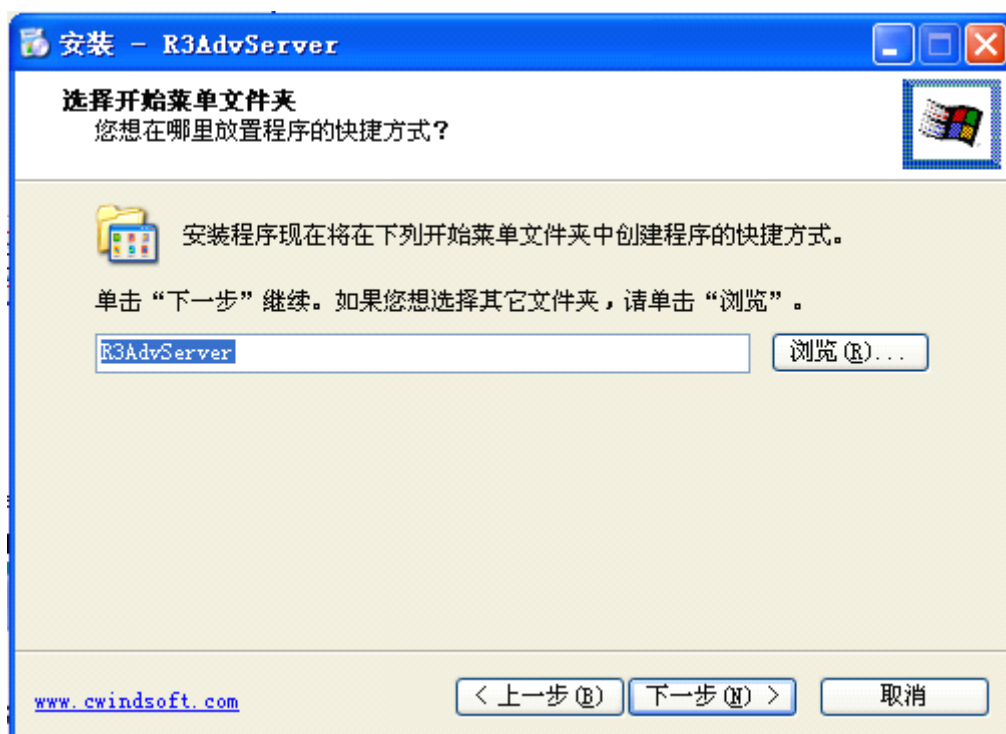 安装 - R3AdvServer
选择开始菜单文件夹
您想在哪里放置程序的快捷方式?
安装程序现在将在下列开始菜单文件夹中创建程序的快捷方式。
单击“下一步”继续。如果您想选择其它文件夹，请单击“浏览”。
R3AdvServer
浏览(R)...
www.cwindsoft.com
< 上一步(B)
下一步(N) >
取消